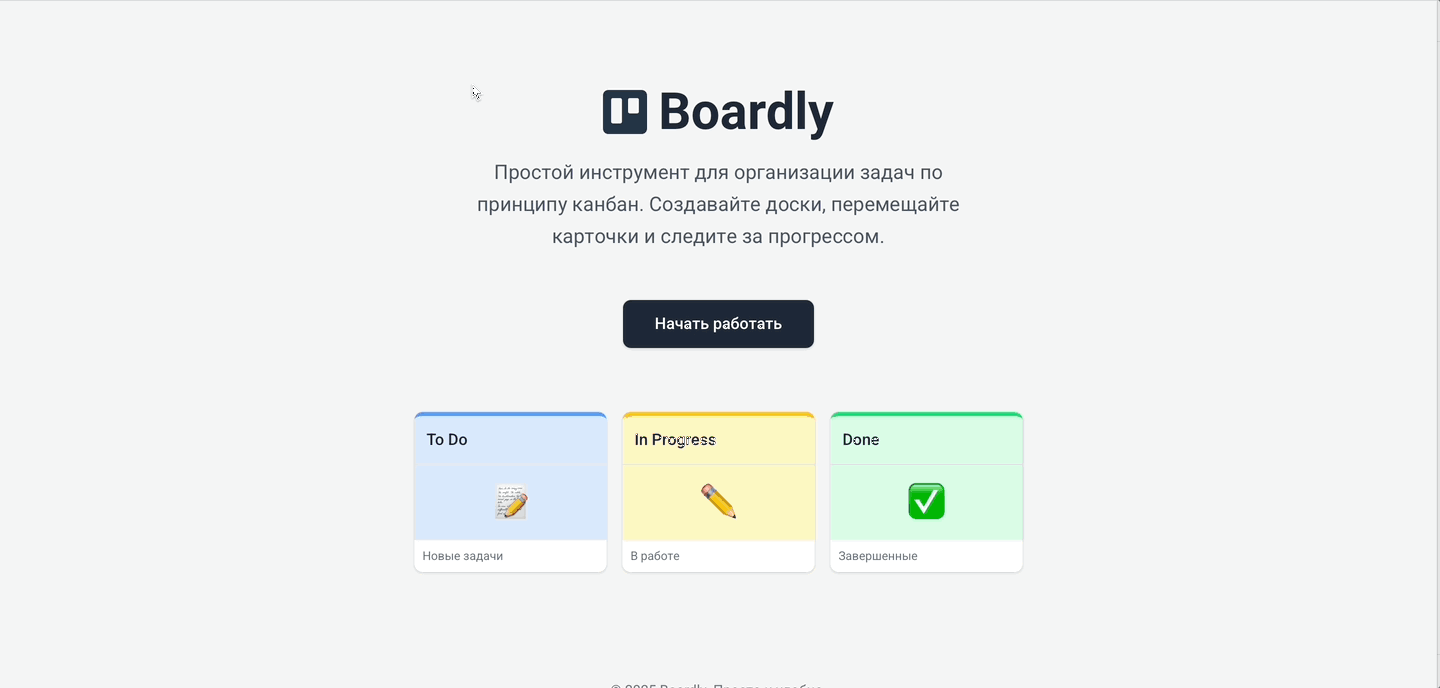 Boardly
Простой инструмент для организации задач по
принципу канбан. Создавайте доски, перемещайте
карточки и следите за прогрессом.
Начать работать
To Do
In Progress
Done
Новые задачи
В работе
Завершенные
© 2025 Boardly.